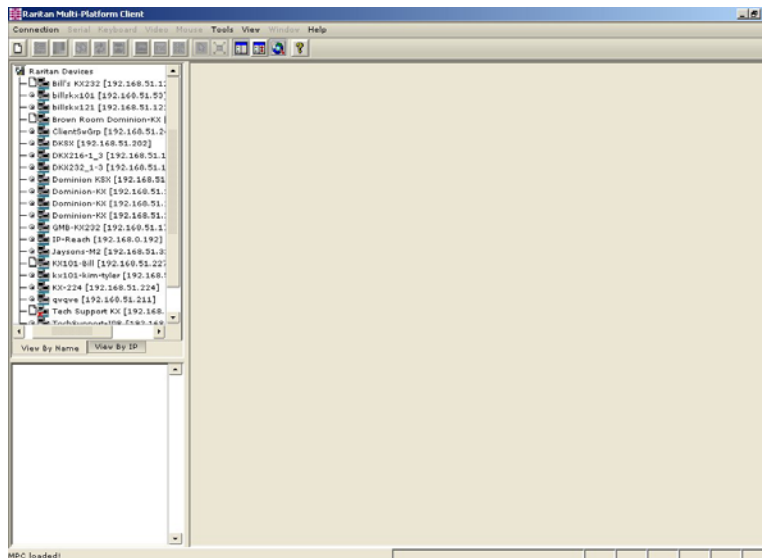 Raritan Multi-Platform Client
Connection Serial Keyboard Video Mouse Tools View Window Help
Raritan Devices
Bill's KX232 [192.168.51.1
billskx101 [192.168.51.53]
billskx121 [192.168.51.12
Brown Room Dominion-KX [
ClientSwGrp [192.168.51.2
DKSX [192.168.51.202]
DKX216-1_3 [192.168.51.1
DKX232_1-3 [192.168.51.1
Dominion KSX [192.168.51
Dominion-KX [192.168.51.
Dominion-KX [192.168.51.
Dominion-KX [192.168.51.
GMB-KX232 [192.168.51.1
IP-Reach [192.168.0.192]
Jaysons-M2 [192.168.51.3
KX101-Bill [192.168.51.227
kx101-kim-tyler [192.168.
KX-224 [192.168.51.224]
qvqve [192.168.51.211]
Tech Support KX [192.168.
View By Name View By IP
MPC loaded!